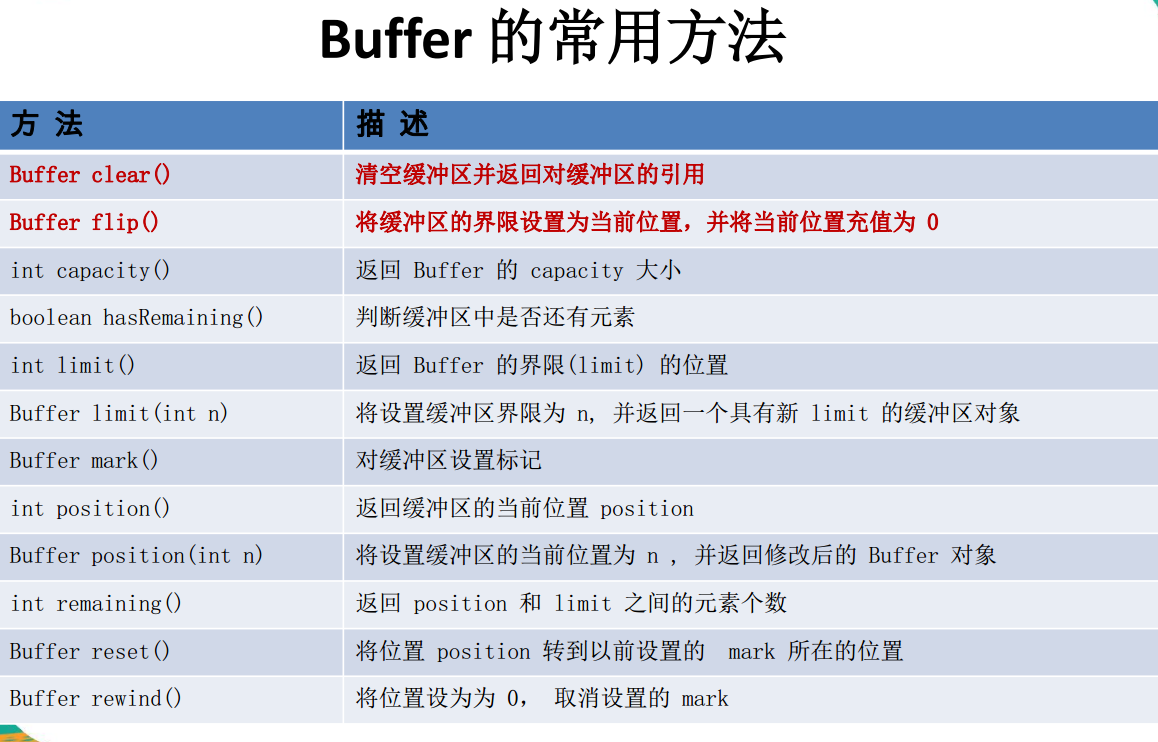 Buffer 的常用方法
方 法 描 述
Buffer clear() 清空缓冲区并返回对缓冲区的引用
Buffer flip() 将缓冲区的界限设置为当前位置，并将当前位置充值为 0
int capacity() 返回 Buffer 的 capacity 大小
boolean hasRemaining() 判断缓冲区中是否还有元素
int limit() 返回 Buffer 的界限(limit) 的位置
Buffer limit(int n) 将设置缓冲区界限为 n, 并返回一个具有新 limit 的缓冲区对象
Buffer mark() 对缓冲区设置标记
int position() 返回缓冲区的当前位置 position
Buffer position(int n) 将设置缓冲区的当前位置为 n , 并返回修改后的 Buffer 对象
int remaining() 返回 position 和 limit 之间的元素个数
Buffer reset() 将位置 position 转到以前设置的 mark 所在的位置
Buffer rewind() 将位置设为为 0， 取消设置的 mark